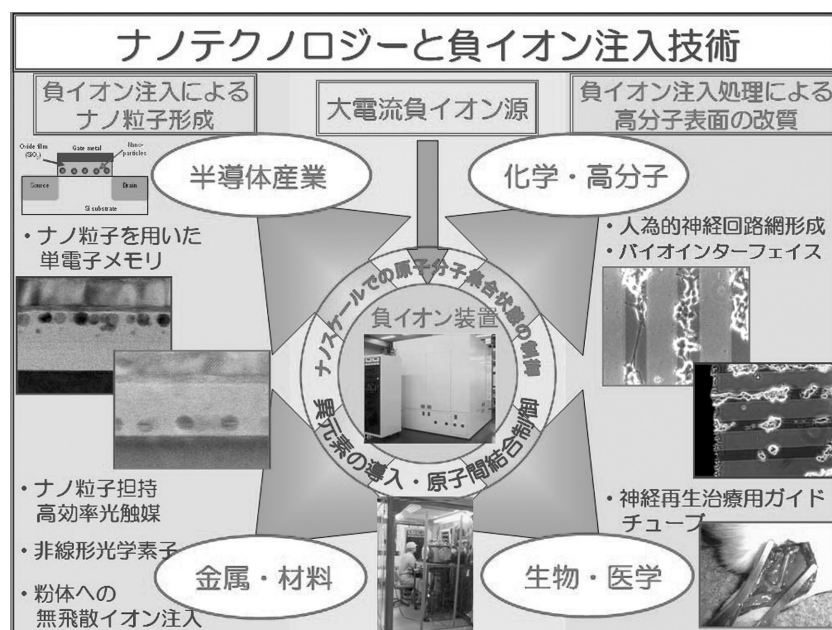 ナノテクノロジーと負イオン注入技術
負イオン注入による
ナノ粒子形成
大電流負イオン源
負イオン注入処理による
高分子表面の改質
Oxide film
(SiO₂)
Gate metal
Nano-
particles
Source
Drain
Si substrate
半導体産業
化学・高分子
・ナノ粒子を用いた
単電子メモリ
・人為的神経回路網形成
・バイオインターフェイス
ナノスケールでの原子分子集合状態の制御
負イオン装置
異元素の導入・原子間結合制御
・ナノ粒子担持
高効率光触媒
・非線形光学素子
・粉体への
無飛散イオン注入
・神経再生治療用ガイド
チューブ
金属・材料
生物・医学